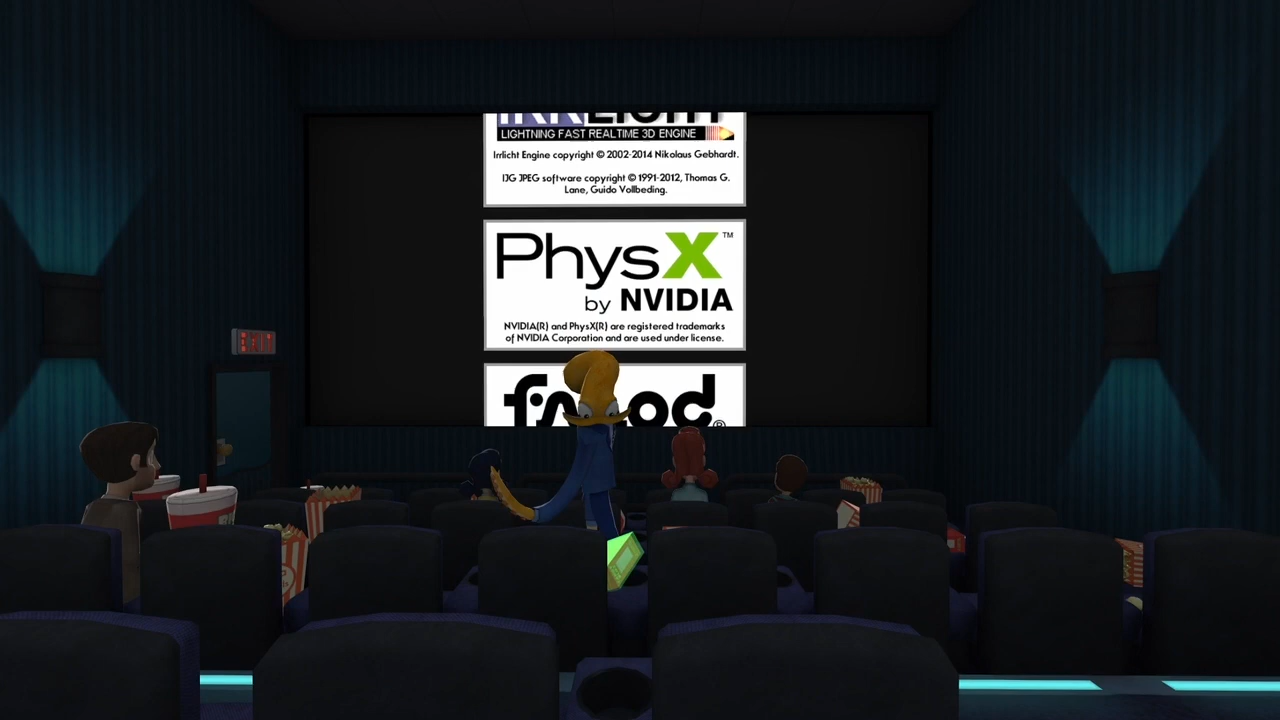 IRRLICHT
LIGHTNING FAST REALTIME 3D ENGINE
Irrlicht Engine copyright © 2002-2014 Nikolaus Gebhardt.
IJG JPEG software copyright © 1991-2012, Thomas G.
Lane, Guido Vollbeding.
PhysX™
by NVIDIA
NVIDIA(R) and PhysX(R) are registered trademarks
of NVIDIA Corporation and are used under license.
EXIT